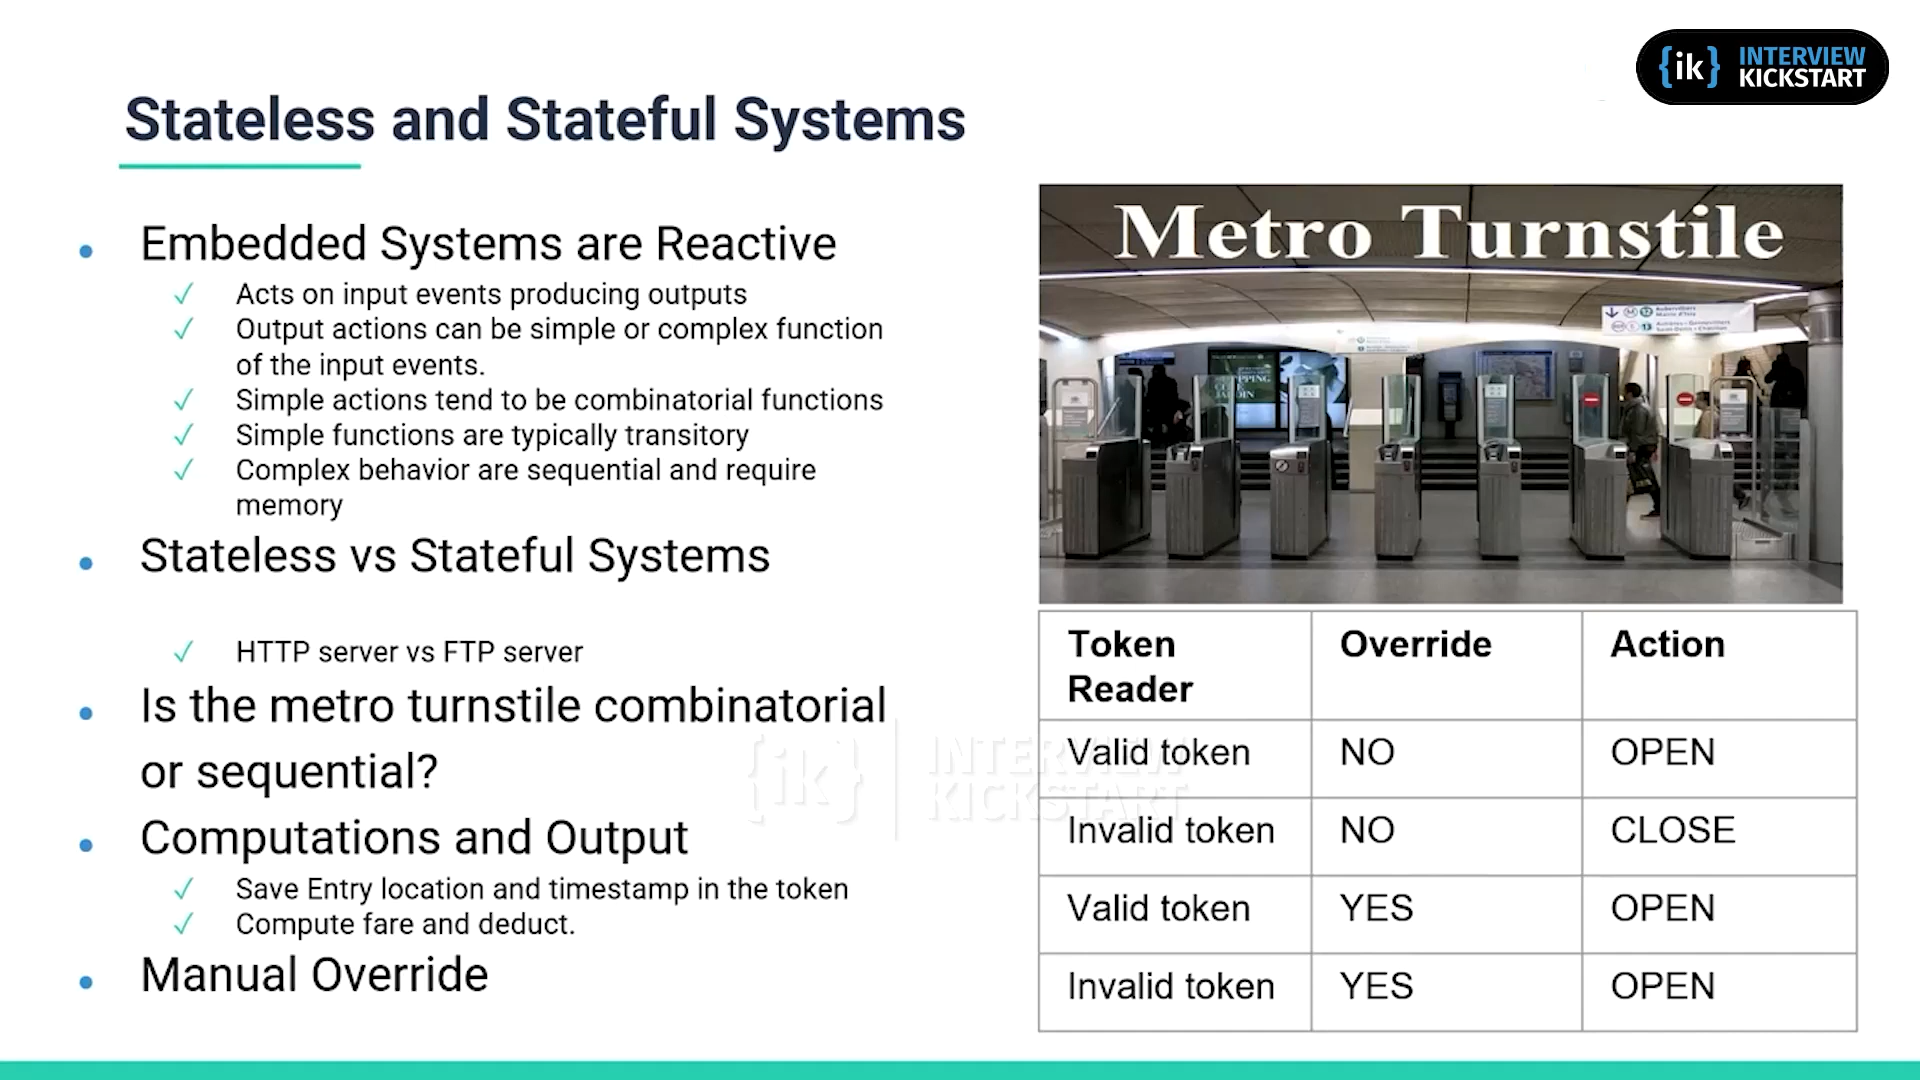 {ik} INTERVIEW
KICKSTART
Stateless and Stateful Systems
Embedded Systems are Reactive
Acts on input events producing outputs
Output actions can be simple or complex function
of the input events.
Simple actions tend to be combinatorial functions
Simple functions are typically transitory
Complex behavior are sequential and require
memory
Stateless vs Stateful Systems
HTTP server vs FTP server
Is the metro turnstile combinatorial
or sequential?
Computations and Output
Save Entry location and timestamp in the token
Compute fare and deduct.
Manual Override
Metro Turnstile
12
13
Token Reader Override Action
Valid token NO OPEN
Invalid token NO CLOSE
Valid token YES OPEN
Invalid token YES OPEN
{ik} INTERVIEW
KICKSTART